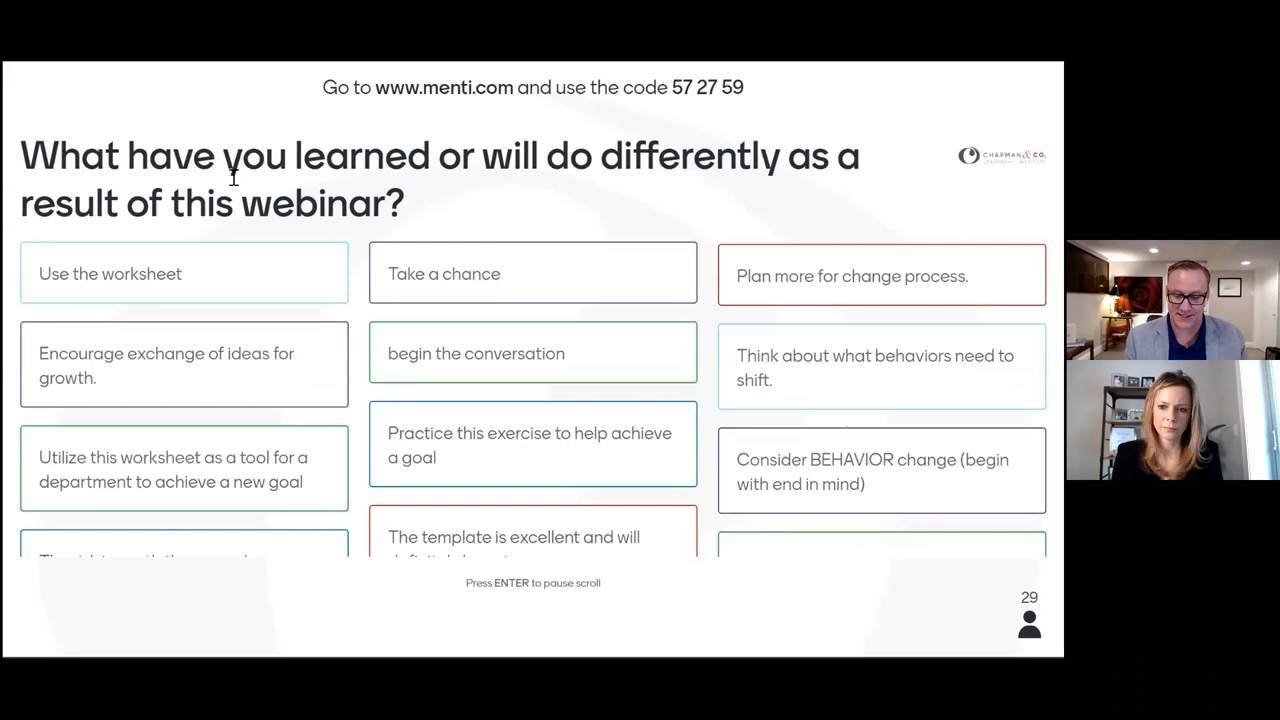 Go to www.menti.com and use the code 57 27 59
What have you learned or will do differently as a
result of this webinar?
CHAPMAN & CO.
LEADERSHIP INSTITUTE
Use the worksheet
Encourage exchange of ideas for
growth.
Utilize this worksheet as a tool for a
department to achieve a new goal
Take a chance
begin the conversation
Practice this exercise to help achieve
a goal
The template is excellent and will
Plan more for change process.
Think about what behaviors need to
shift.
Consider BEHAVIOR change (begin
with end in mind)
Press ENTER to pause scroll
29